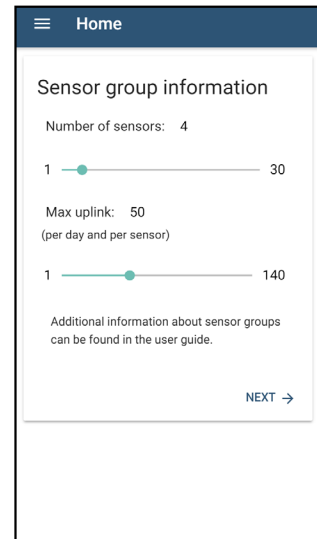 Home
Sensor group information
Number of sensors: 4
1 30
Max uplink: 50
(per day and per sensor)
1 140
Additional information about sensor groups
can be found in the user guide.
NEXT →